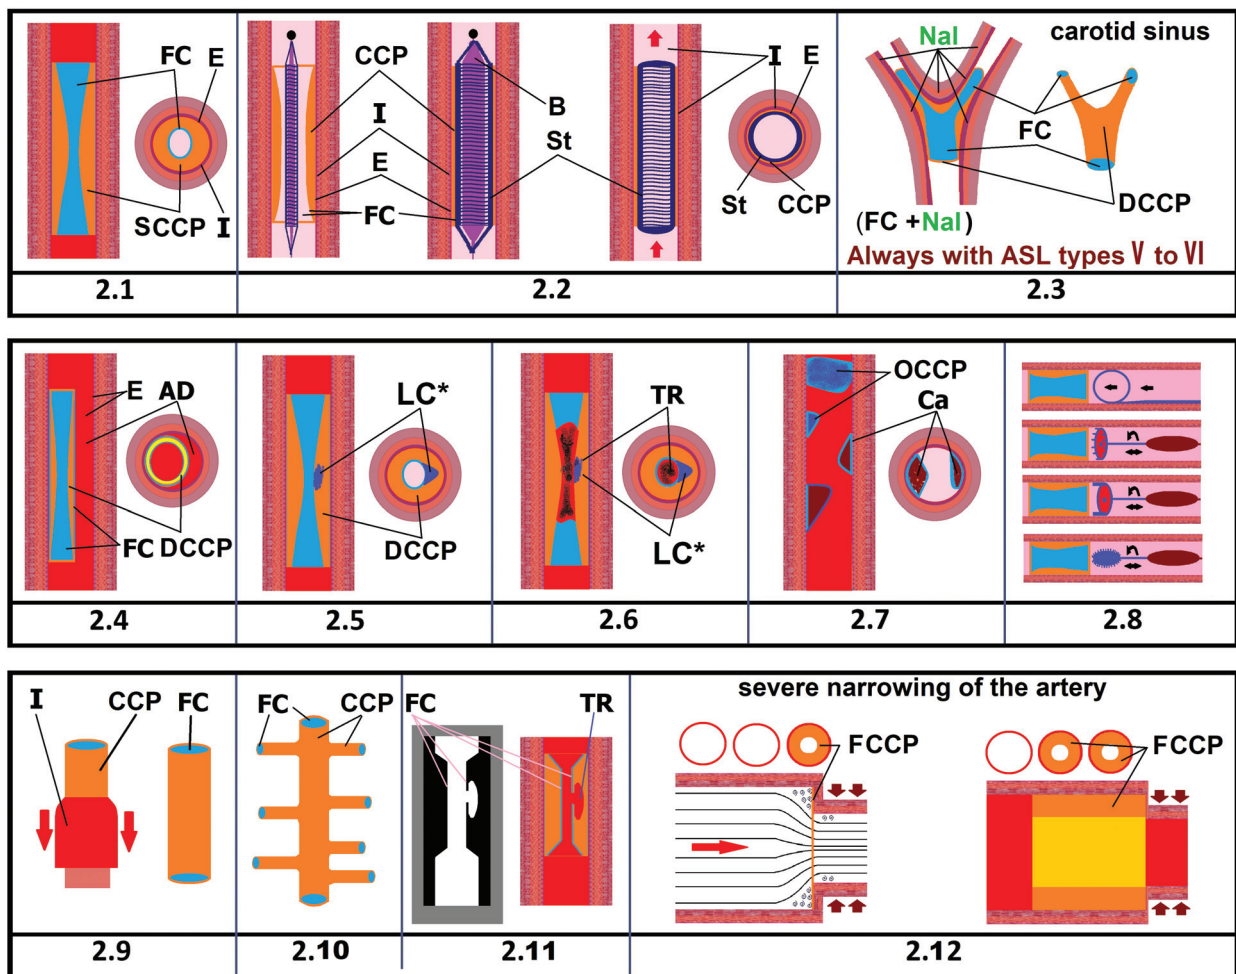 FC E
SCCP I
2.1
CCP
I
E
FC
B
St
I E
St CCP
2.2
NaI
carotid sinus
FC
DCCP
(FC +NaI)
Always with ASL types V to VI
2.3
E AD
FC DCCP
2.4
LC*
DCCP
2.5
TR
LC*
2.6
OCCP
Ca
2.7
2.8
I CCP FC
2.9
FC CCP
2.10
FC TR
2.11
severe narrowing of the artery
FCCP FCCP
2.12